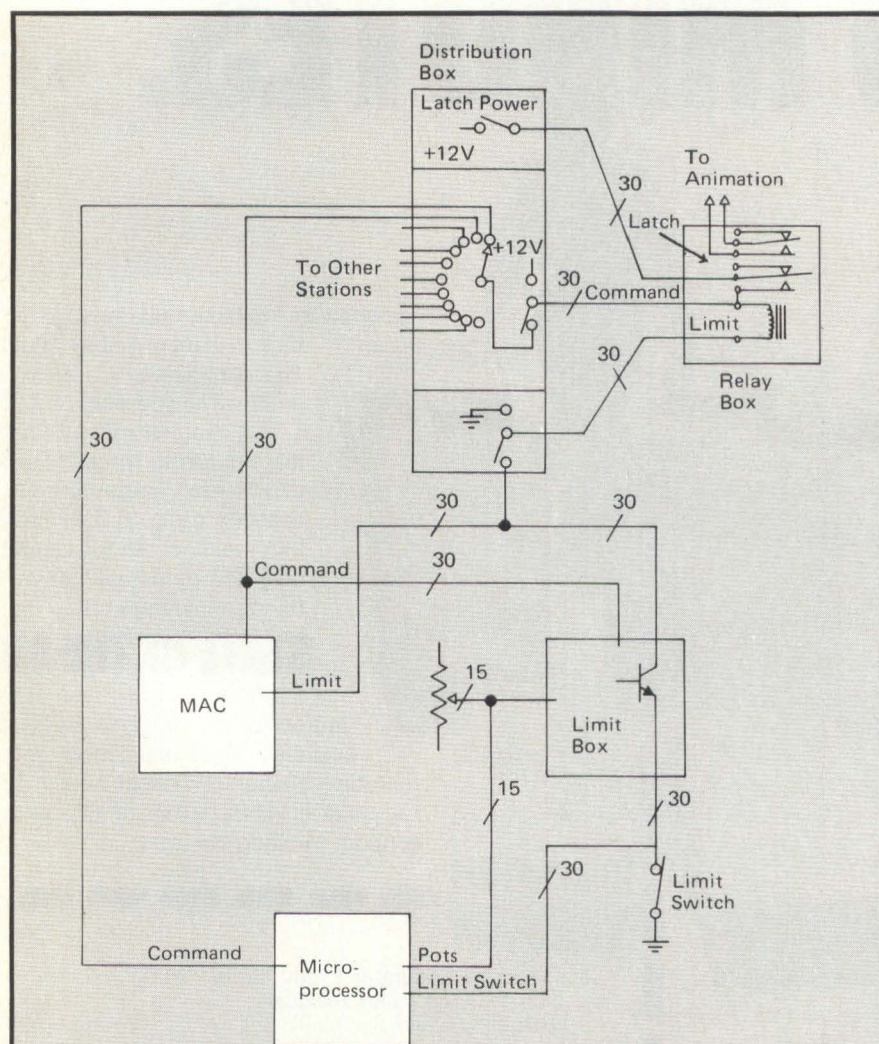 Distribution
Box
Latch Power
+12V
To
Animation
30
Latch
+12V
To Other
Stations
30
Command
Limit
30
Relay
Box
30
30
30
30
Command
30
MAC
Limit
15
Limit
Box
15
30
30
Limit
Switch
Command
Micro-
processor
Pots
Limit Switch